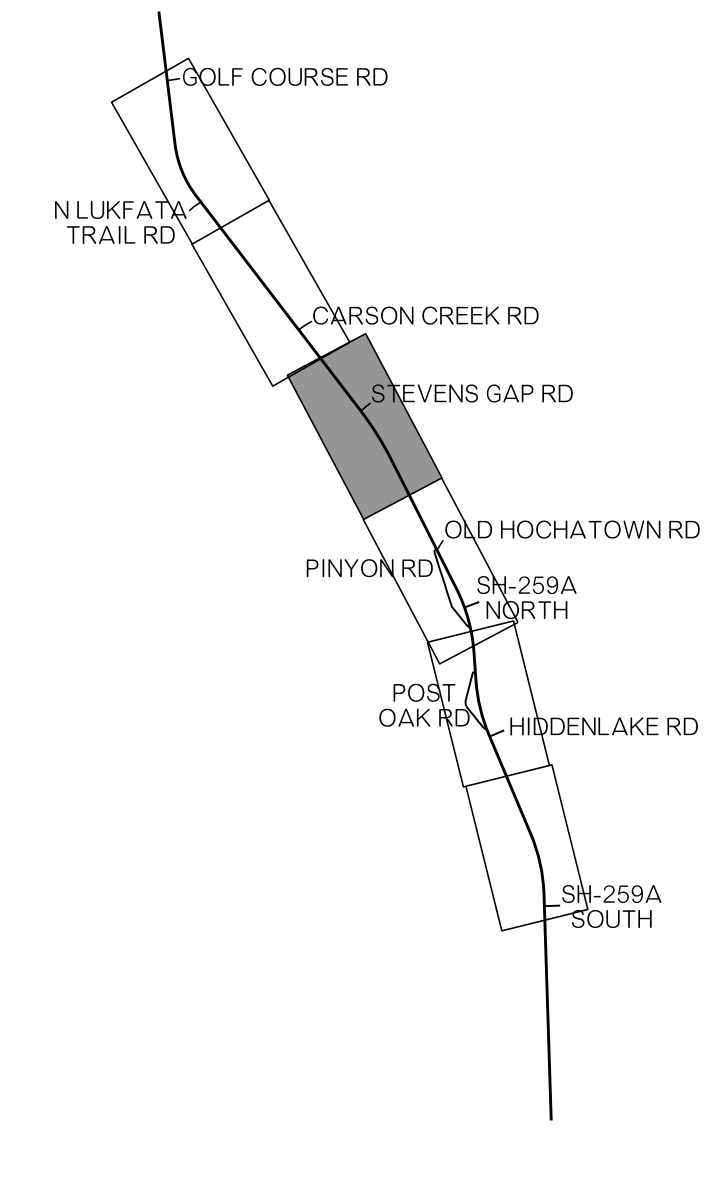 GOLF COURSE RD
N LUKFATA
TRAIL RD
CARSON CREEK RD
STEVENS GAP RD
OLD HOCHATOWN RD
PINYON RD
SH-259A
NORTH
POST
OAK RD
HIDDENLAKE RD
SH-259A
SOUTH